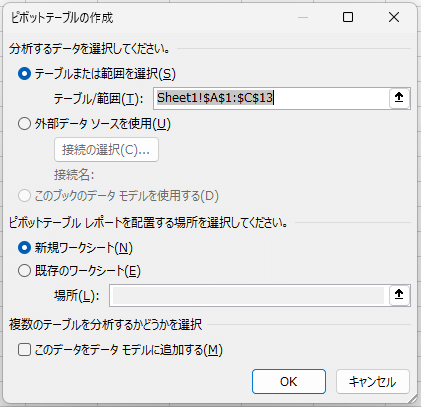 ピボットテーブルの作成
分析するデータを選択してください。
テーブルまたは範囲を選択(S)
テーブル/範囲(T): Sheet1!$A$1:$C$13
外部データ ソースを使用(U)
接続の選択(C)...
接続名:
このブックのデータ モデルを使用する(D)
ピボットテーブル レポートを配置する場所を選択してください。
新規ワークシート(N)
既存のワークシート(E)
場所(L):
複数のテーブルを分析するかどうかを選択
このデータをデータ モデルに追加する(M)
OK キャンセル